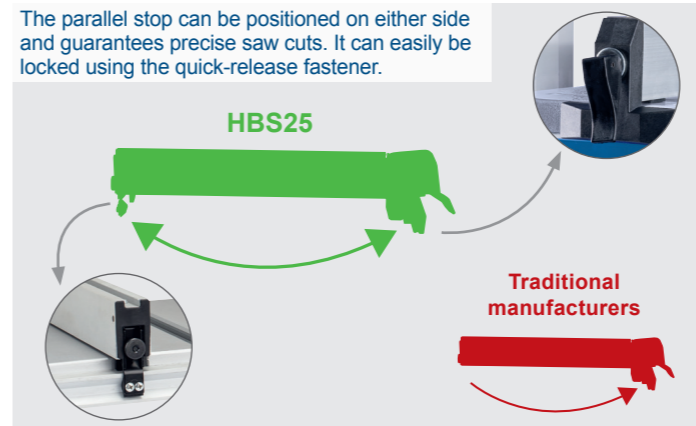 The parallel stop can be positioned on either side
and guarantees precise saw cuts. It can easily be
locked using the quick-release fastener.
HBS25
Traditional
manufacturers